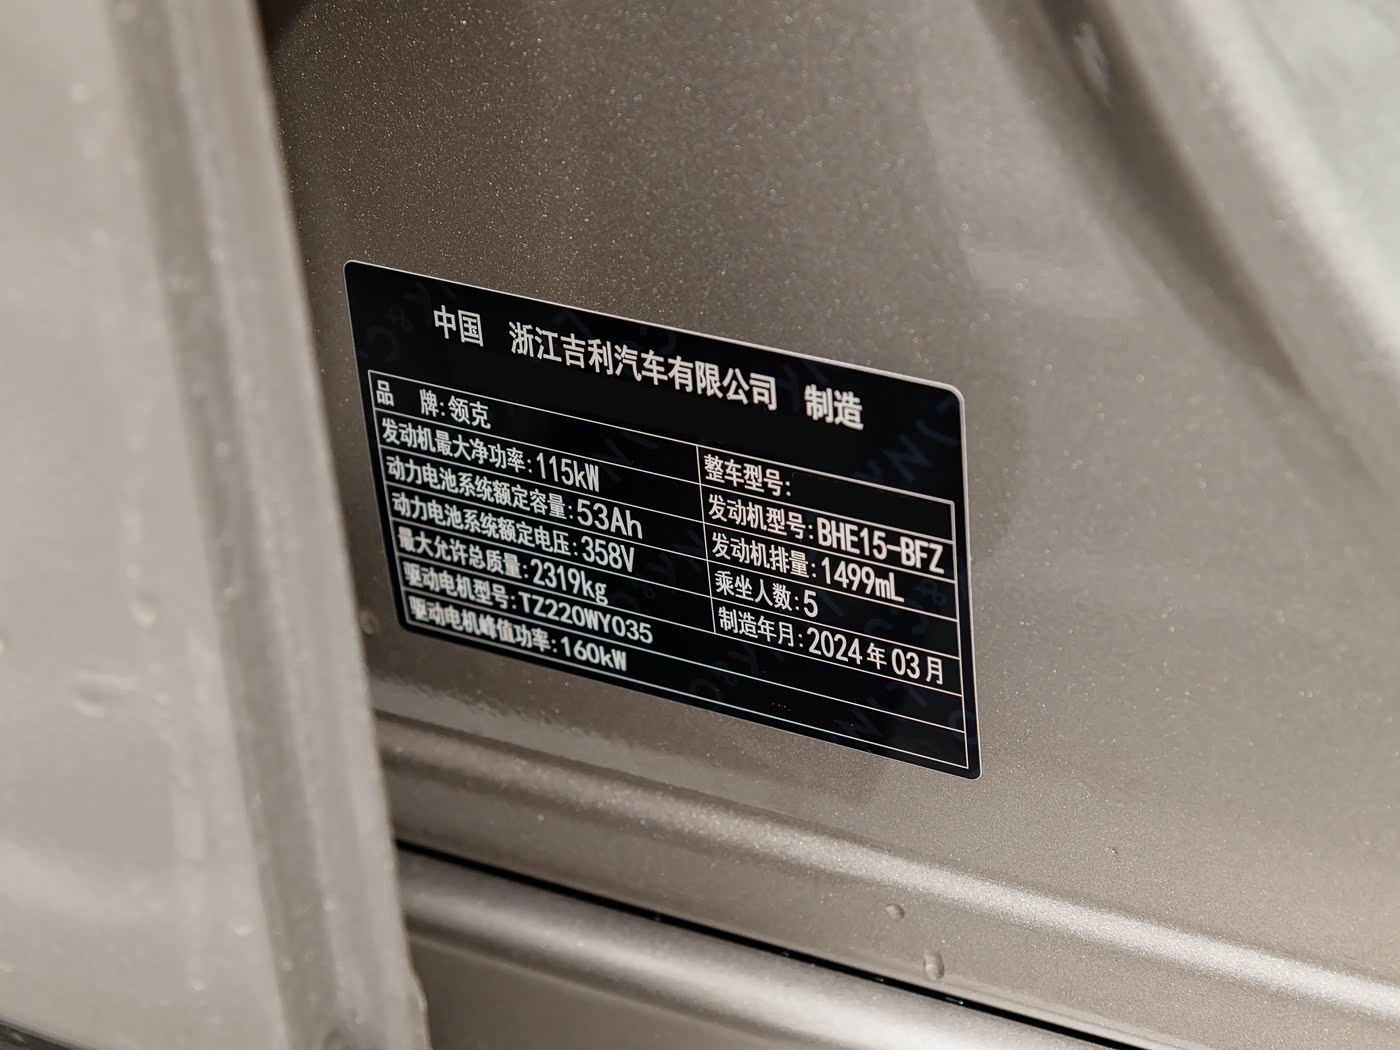 中国 浙江吉利汽车有限公司 制造
品 牌:领克
整车型号:
发动机最大净功率:115kW
发动机型号:BHE15-BFZ
动力电池系统额定容量:53Ah
发动机排量:1499mL
动力电池系统额定电压:358V
乘坐人数:5
最大允许总质量:2319kg
制造年月:2024年03月
驱动电机型号:TZ220WY035
驱动电机峰值功率:160kW